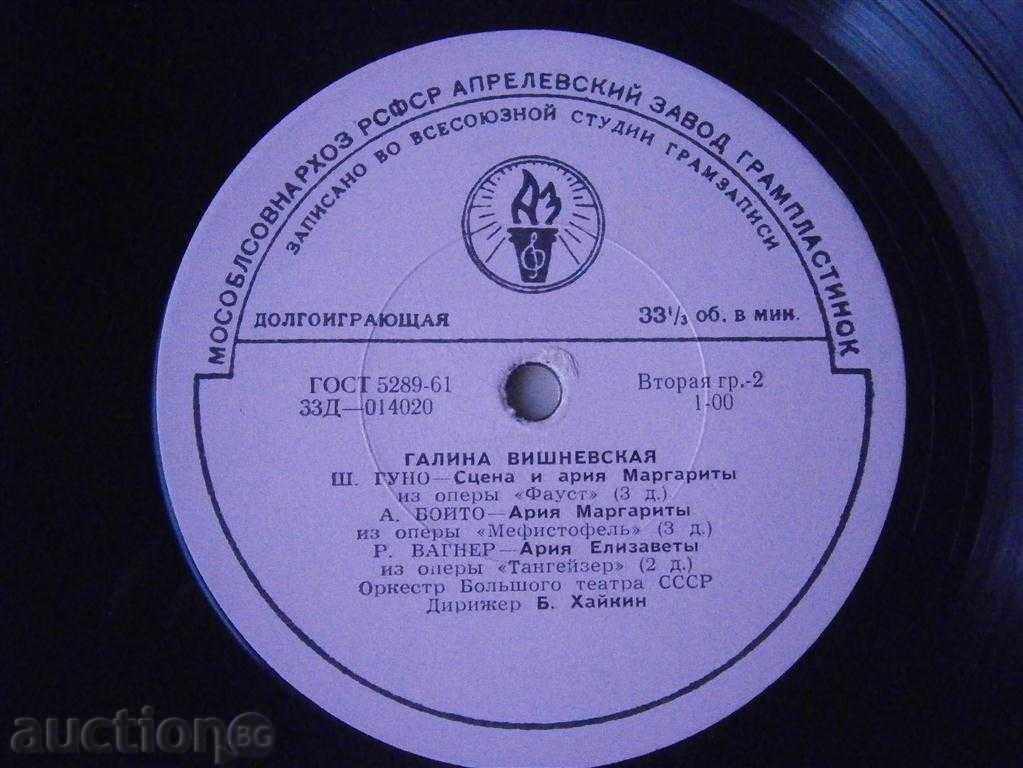 МОСОБЛСОВНАРХОЗ РСФСР АПРЕЛЕВСКИЙ ЗАВОД ГРАМПЛАСТИНОК
ЗАПИСАНО ВО ВСЕСОЮЗНОЙ СТУДИИ ГРАМЗАПИСИ
АЗ
ДОЛГОИГРАЮЩАЯ 33⅓ об. в мин.
ГОСТ 5289-61 Вторая гр.-2
33Д—014020 1-00
ГАЛИНА ВИШНЕВСКАЯ
Ш. ГУНО—Сцена и ария Маргариты
из оперы «Фауст» (3 д.)
А. БОЙТО—Ария Маргариты
из оперы «Мефистофель» (3 д.)
Р. ВАГНЕР—Ария Елизаветы
из оперы «Тангейзер» (2 д.)
Оркестр Большого театра СССР
Дирижер Б. Хайкин
auction BG